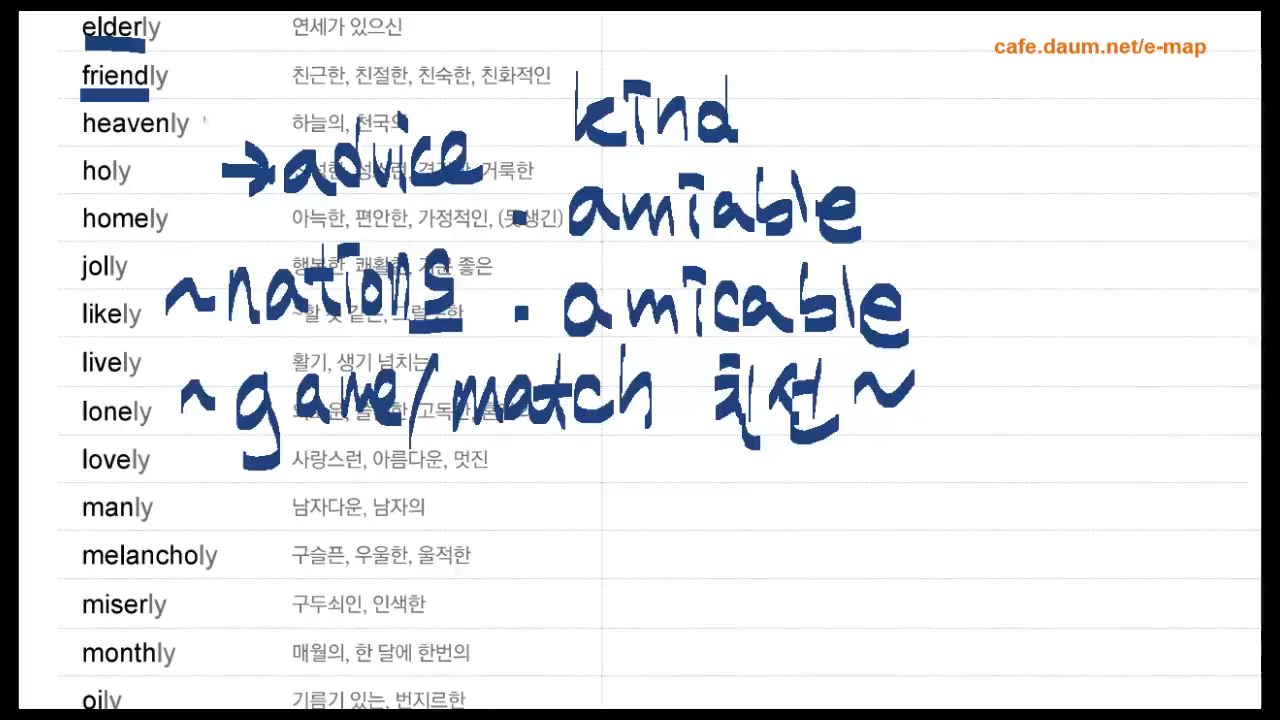 elderly 연세가 있으신
cafe.daum.net/e-map
friendly 친근한, 친절한, 친숙한, 친화적인
kind
heavenly 하늘의, 천국의
→ advice
holy 거룩한
· amiable
homely 아늑한, 편안한, 가정적인, (못생긴)
jolly 행복한, 쾌활한, 기분 좋은
~nations · amicable
likely
lively 활기, 생기 넘치는
~game/match 친선~
lonely
lovely 사랑스런, 아름다운, 멋진
manly 남자다운, 남자의
melancholy 구슬픈, 우울한, 울적한
miserly 구두쇠인, 인색한
monthly 매월의, 한 달에 한번의
oily 기름기 있는, 번지르한